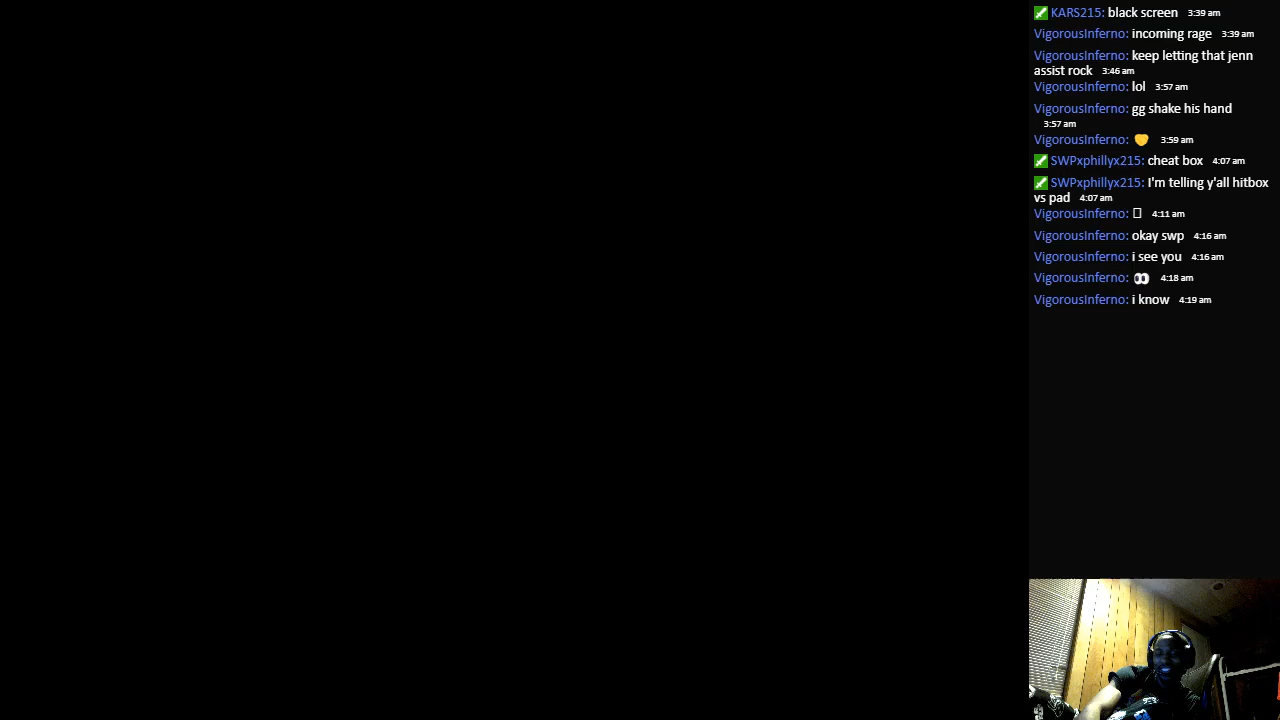 KARS215: black screen 3:39 am
VigorousInferno: incoming rage 3:39 am
VigorousInferno: keep letting that jenn
assist rock 3:46 am
VigorousInferno: lol 3:57 am
VigorousInferno: gg shake his hand
3:57 am
VigorousInferno: 3:59 am
SWPxphillyx215: cheat box 4:07 am
SWPxphillyx215: I'm telling y'all hitbox
vs pad 4:07 am
VigorousInferno: 4:11 am
VigorousInferno: okay swp 4:16 am
VigorousInferno: i see you 4:16 am
VigorousInferno: 👀 4:18 am
VigorousInferno: i know 4:19 am